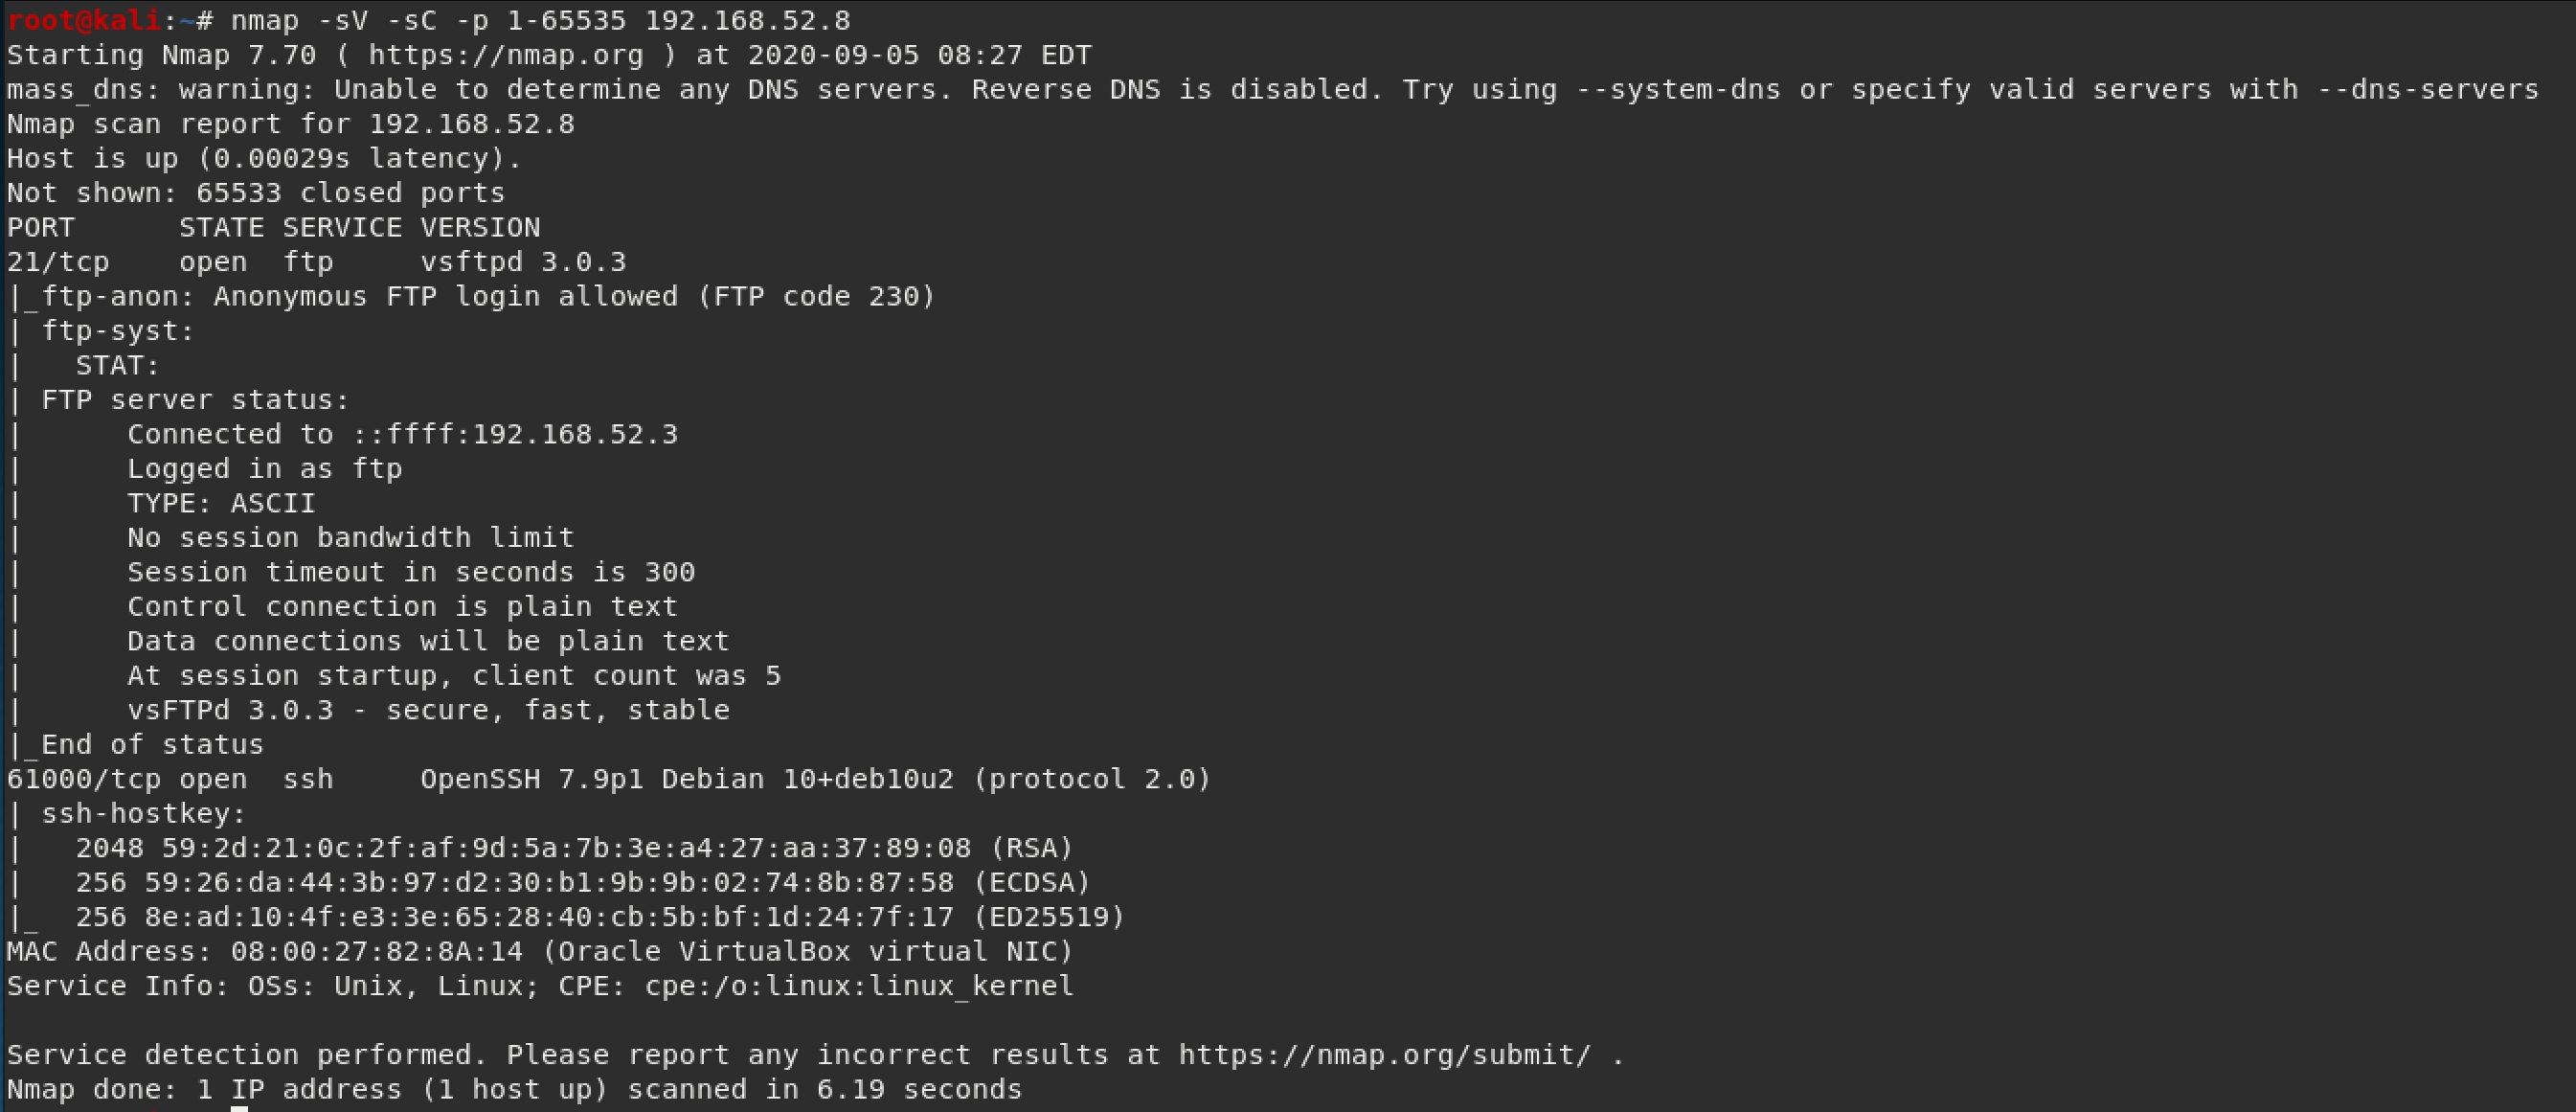 root@kali:~# nmap -sV -sC -p 1-65535 192.168.52.8
Starting Nmap 7.70 ( https://nmap.org ) at 2020-09-05 08:27 EDT
mass_dns: warning: Unable to determine any DNS servers. Reverse DNS is disabled. Try using --system-dns or specify valid servers with --dns-servers
Nmap scan report for 192.168.52.8
Host is up (0.00029s latency).
Not shown: 65533 closed ports
PORT      STATE SERVICE VERSION
21/tcp    open  ftp     vsftpd 3.0.3
|_ftp-anon: Anonymous FTP login allowed (FTP code 230)
| ftp-syst:
|   STAT:
| FTP server status:
|      Connected to ::ffff:192.168.52.3
|      Logged in as ftp
|      TYPE: ASCII
|      No session bandwidth limit
|      Session timeout in seconds is 300
|      Control connection is plain text
|      Data connections will be plain text
|      At session startup, client count was 5
|      vsFTPd 3.0.3 - secure, fast, stable
|_End of status
61000/tcp open  ssh     OpenSSH 7.9p1 Debian 10+deb10u2 (protocol 2.0)
| ssh-hostkey:
|   2048 59:2d:21:0c:2f:af:9d:5a:7b:3e:a4:27:aa:37:89:08 (RSA)
|   256 59:26:da:44:3b:97:d2:30:b1:9b:9b:02:74:8b:87:58 (ECDSA)
|_  256 8e:ad:10:4f:e3:3e:65:28:40:cb:5b:bf:1d:24:7f:17 (ED25519)
MAC Address: 08:00:27:82:8A:14 (Oracle VirtualBox virtual NIC)
Service Info: OSs: Unix, Linux; CPE: cpe:/o:linux:linux_kernel
Service detection performed. Please report any incorrect results at https://nmap.org/submit/ .
Nmap done: 1 IP address (1 host up) scanned in 6.19 seconds